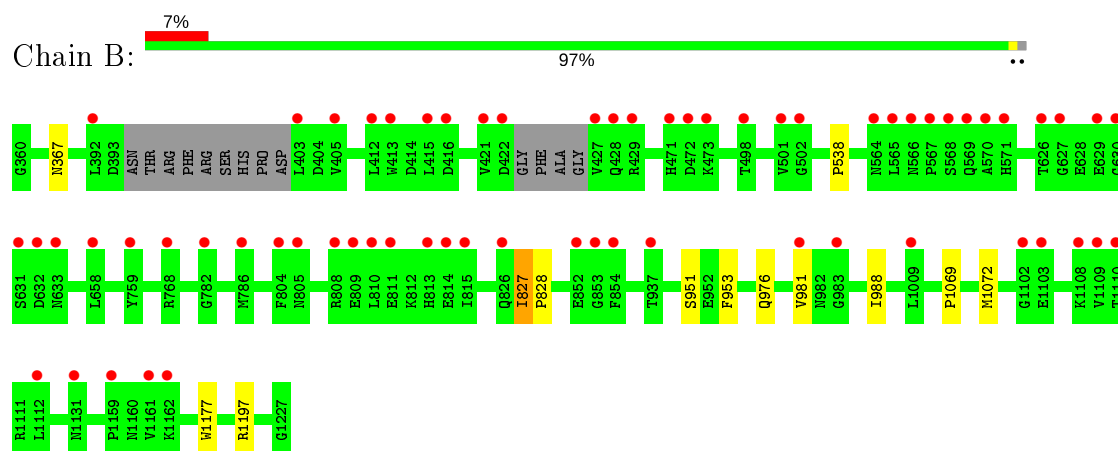 7%
Chain B:
97%
G360 N367 L392 D393 ASN THR ARG PHE ARG SER HIS PRO ASP L403 D404 V405 L412 W413 D414 L415 D416 V421 D422 GLY PHE ALA GLY V427 Q428 R429 H471 D472 K473 T498 V501 G502 P538 N564 L565 N566 P567 S568 Q569 A570 H571 T626 G627 E628 E629 G630
S631 D632 N633 L658 Y759 R768 G782 M786 F804 N805 R808 E809 L810 E811 K812 H813 E814 I815 Q826 I827 P828 E852 G853 F854 T937 S951 E952 F953 Q976 V981 N982 G983 I988 L1009 P1069 M1072 G1102 E1103 K1108 V1109
R1111 L1112 N1131 P1159 N1160 V1161 K1162 W1177 R1197 G1227